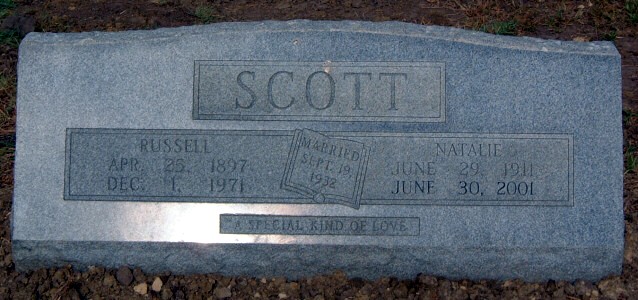 SCOTT
RUSSELL
APR. 25, 1897
DEC. 1, 1971
MARRIED
SEPT. 19,
1932
NATALIE
JUNE 29, 1911
JUNE 30, 2001
A SPECIAL KIND OF LOVE